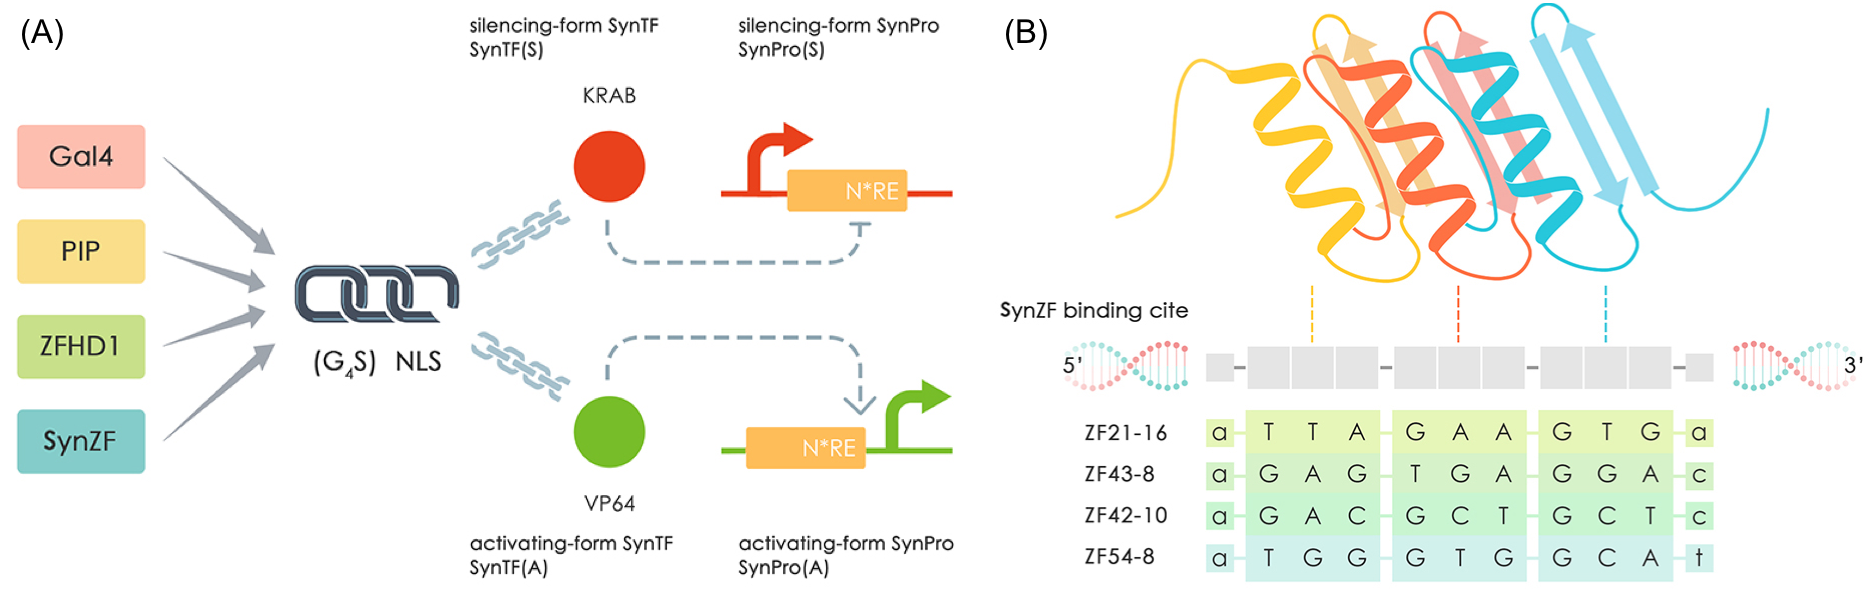 (A)
silencing-form SynTF
SynTF(S)
silencing-form SynPro
SynPro(S)
KRAB
N*RE
Gal4
PIP
ZFHD1
SynZF
(G4S) NLS
N*RE
VP64
activating-form SynTF
SynTF(A)
activating-form SynPro
SynPro(A)
(B)
SynZF binding cite
5’
3’
ZF21-16 a T T A G A A G T G a
ZF43-8 a G A G T G A G G A c
ZF42-10 a G A C G C T G C T c
ZF54-8 a T G G G T G G C A t